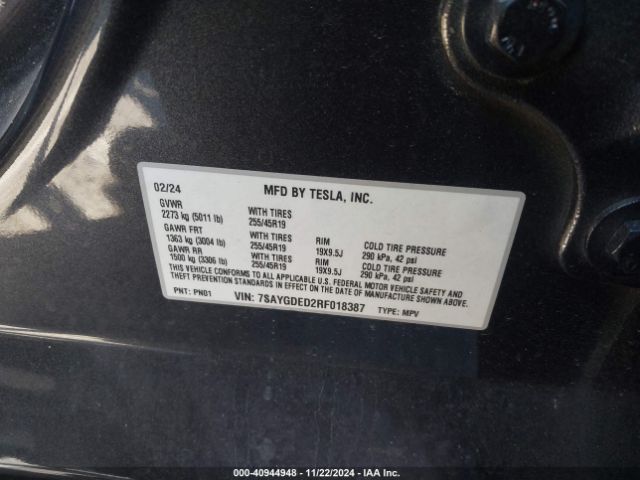 02/24 MFD BY TESLA, INC.
GVWR
2273 kg (5011 lb) WITH TIRES
GAWR FRT 255/45R19
1363 kg (3004 lb) WITH TIRES RIM COLD TIRE PRESSURE
GAWR RR 255/45R19 19X9.5J 290 kPa, 42 psi
1500 kg (3306 lb) WITH TIRES RIM COLD TIRE PRESSURE
255/45R19 19X9.5J 290 kPa, 42 psi
THIS VEHICLE CONFORMS TO ALL APPLICABLE U.S. FEDERAL MOTOR VEHICLE SAFETY AND
THEFT PREVENTION STANDARDS IN EFFECT ON THE DATE OF MANUFACTURE SHOWN ABOVE.
PNT: PN01 VIN: 7SAYGDED2RF018387 TYPE: MPV
000-40944948 - 11/22/2024 - IAA Inc.